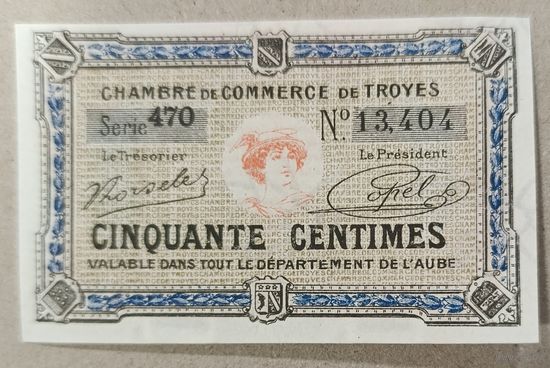 CHAMBRE DE COMMERCE DE TROYES
Serie 470 No. 13,404
Le Trésorier Le Président
CINQUANTE CENTIMES
VALABLE DANS TOUT LE DÉPARTEMENT DE L'AUBE